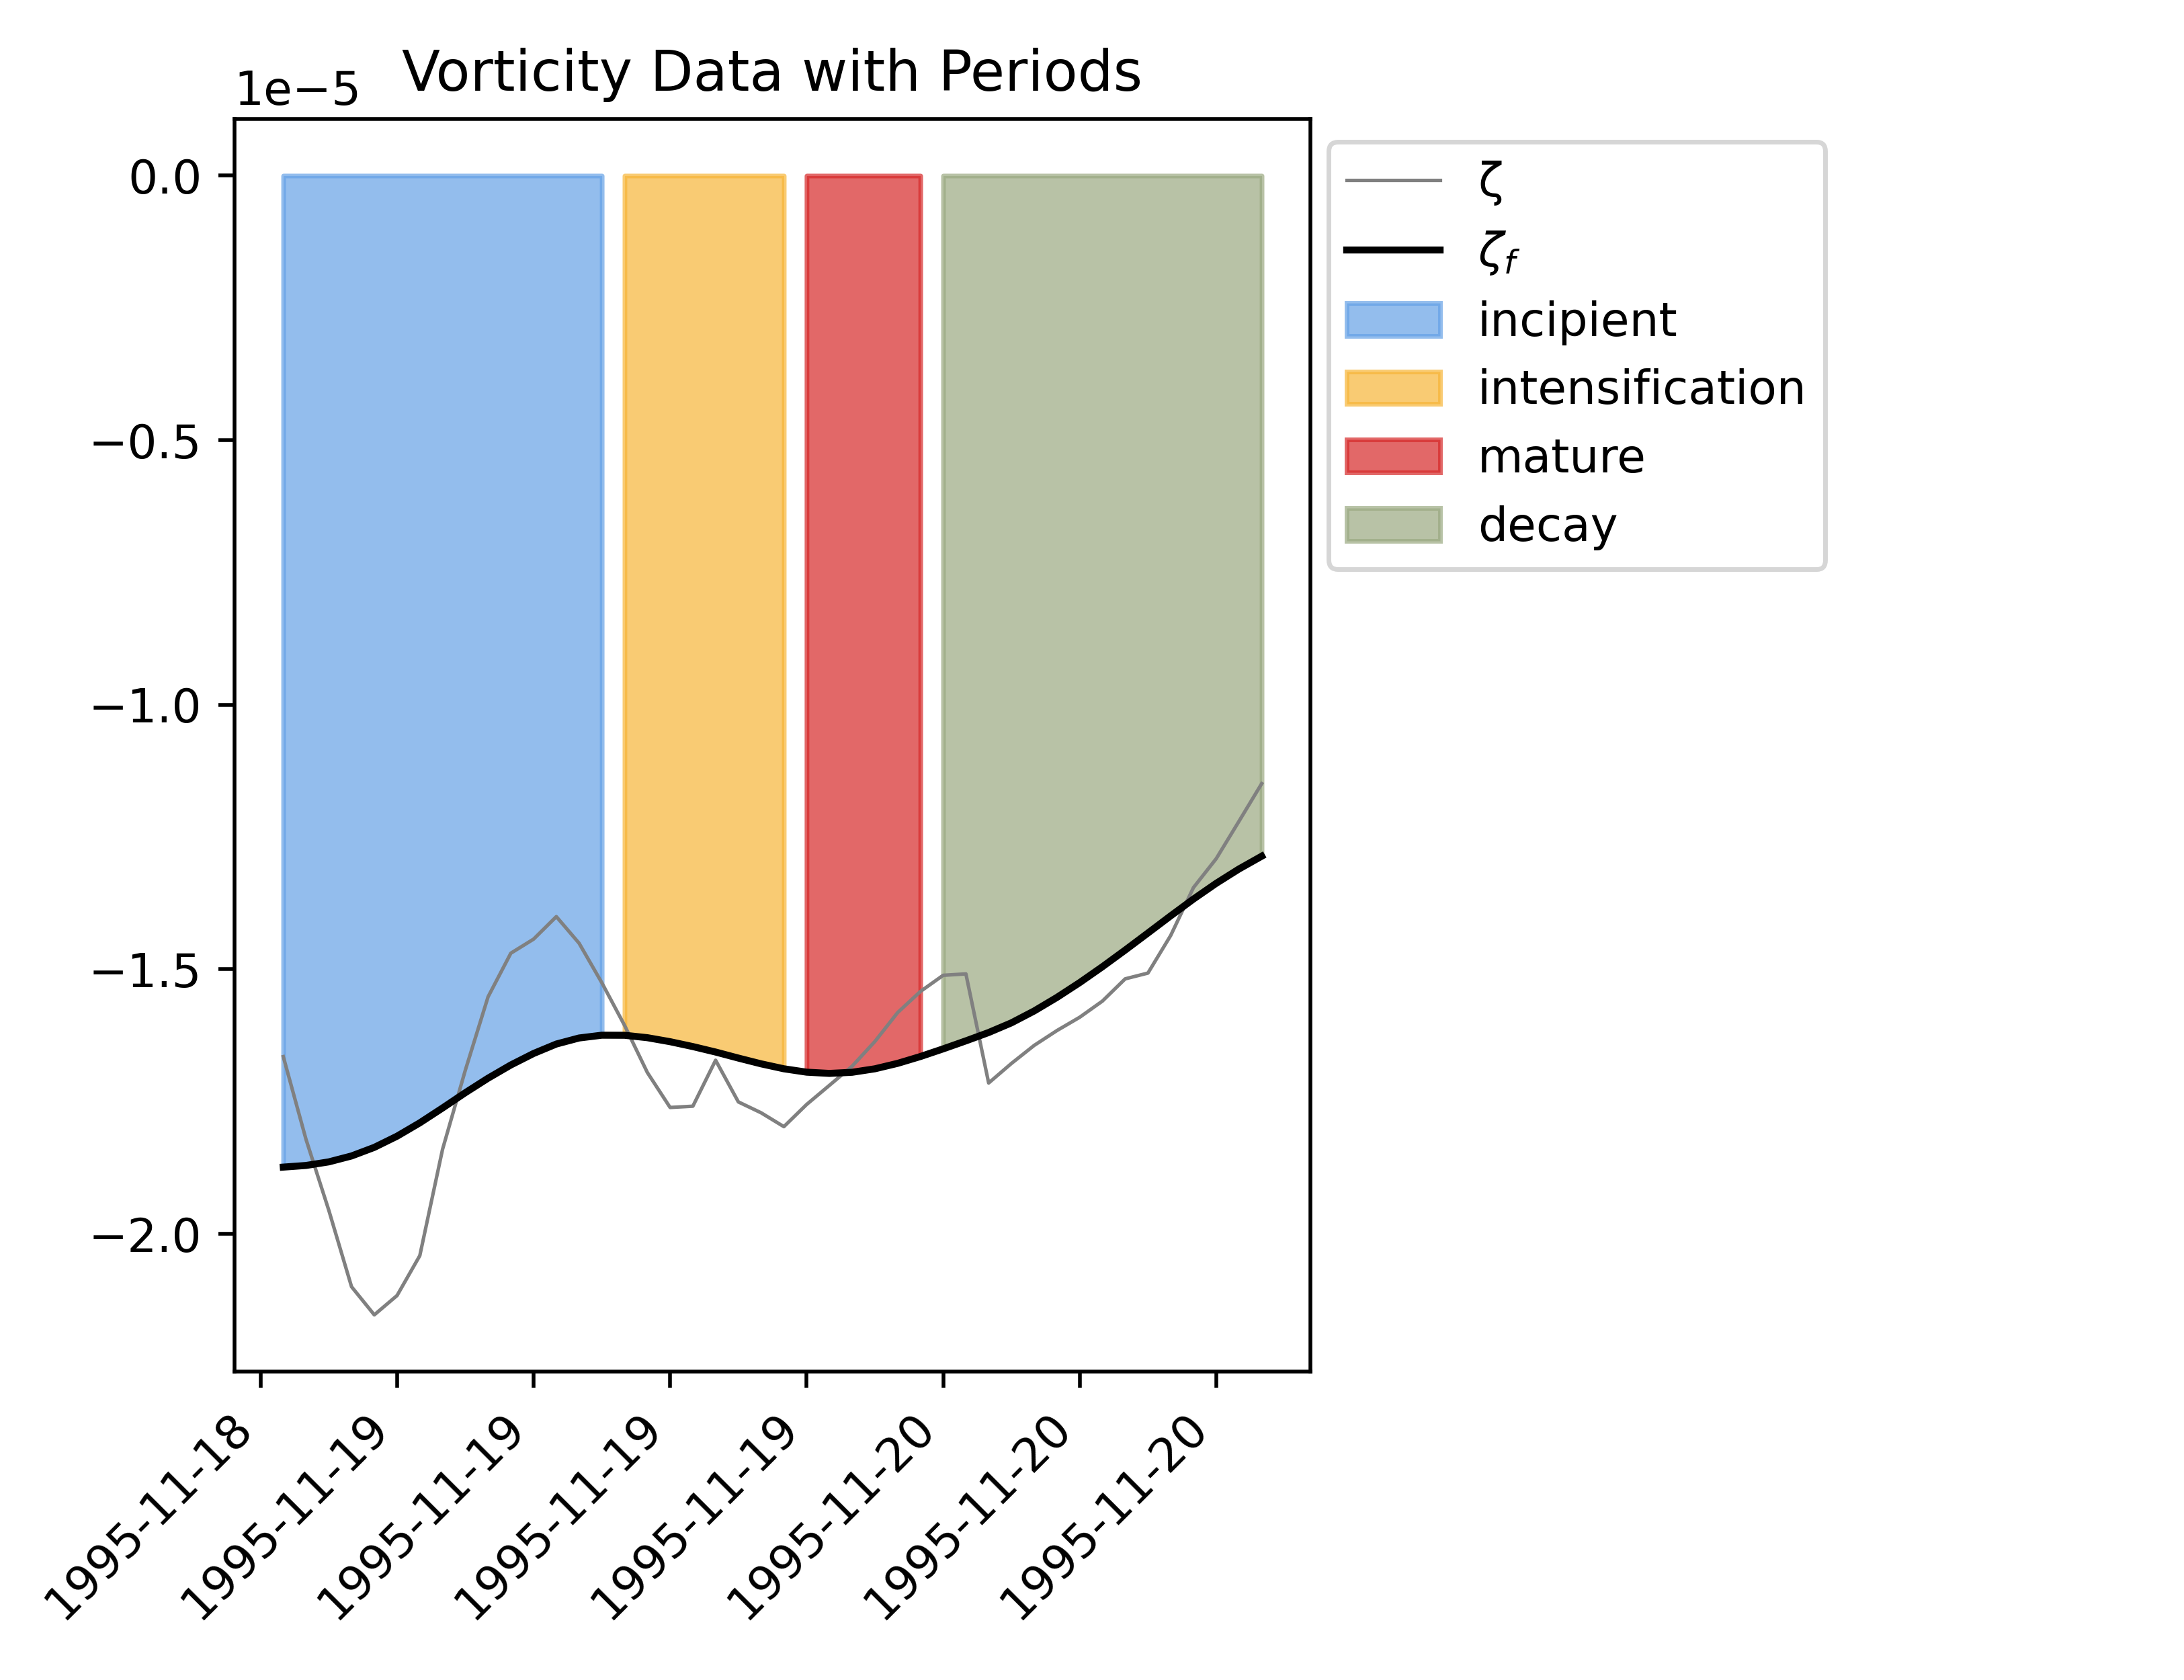 Vorticity Data with Periods
1e−5
0.0
−0.5
−1.0
−1.5
−2.0
1995-11-18
1995-11-19
1995-11-19
1995-11-19
1995-11-19
1995-11-20
1995-11-20
1995-11-20
ζ
ζf
incipient
intensification
mature
decay